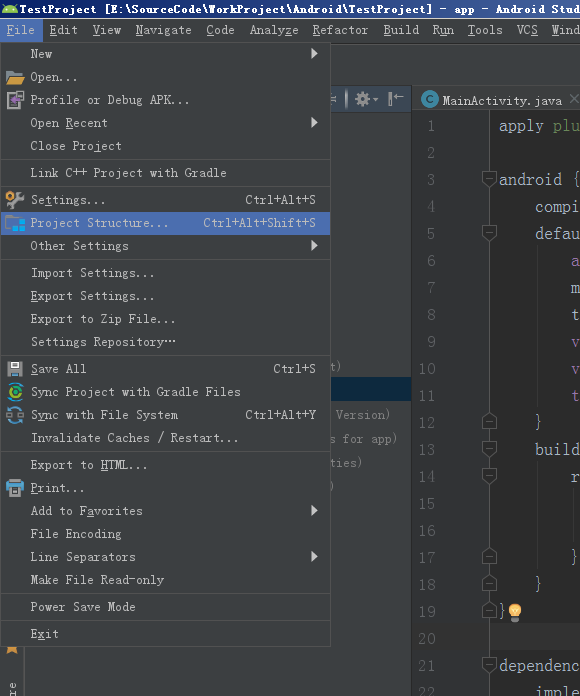 TestProject [E:\SourceCode\WorkProject\Android\TestProject] - app - Android Stud
File Edit View Navigate Code Analyze Refactor Build Run Tools VCS Wind
New
Open...
Profile or Debug APK...
Open Recent
Close Project
Link C++ Project with Gradle
Settings... Ctrl+Alt+S
Project Structure... Ctrl+Alt+Shift+S
Other Settings
Import Settings...
Export Settings...
Export to Zip File...
Settings Repository…
Save All Ctrl+S
Sync Project with Gradle Files
Sync with File System Ctrl+Alt+Y
Invalidate Caches / Restart...
Export to HTML...
Print...
Add to Favorites
File Encoding
Line Separators
Make File Read-only
Power Save Mode
Exit
t)
Version)
s for app)
ties)
)
re
MainActivity.java
1 apply plu
2
3 android {
4 compi
5 defau
6 a
7 m
8 t
9 v
10 v
11 t
12 }
13 build
14 r
15
16
17 }
18 }
19 }
20
21 dependenc
imple